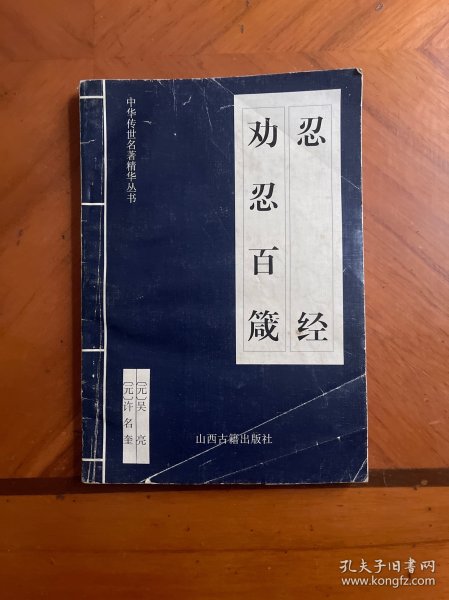 忍经
劝忍百箴
中华传世名著精华丛书
〔元〕吴亮
〔元〕许名奎
山西古籍出版社
孔夫子旧书网
www.kongfz.com